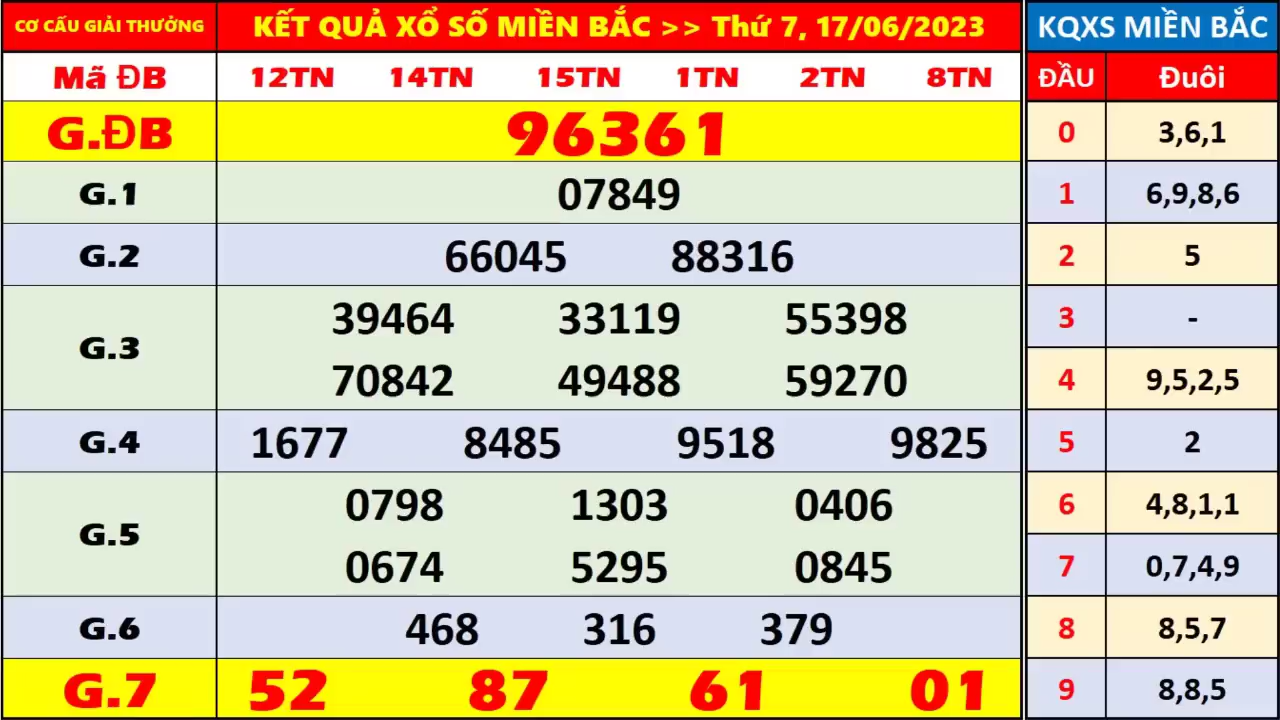 CƠ CẤU GIẢI THƯỞNG KẾT QUẢ XỔ SỐ MIỀN BẮC >> Thứ 7, 17/06/2023
Mã ĐB 12TN 14TN 15TN 1TN 2TN 8TN
G.ĐB 96361
G.1 07849
G.2 66045 88316
G.3 39464 33119 55398
70842 49488 59270
G.4 1677 8485 9518 9825
G.5 0798 1303 0406
0674 5295 0845
G.6 468 316 379
G.7 52 87 61 01
KQXS MIỀN BẮC
ĐẦU Đuôi
0 3,6,1
1 6,9,8,6
2 5
3 -
4 9,5,2,5
5 2
6 4,8,1,1
7 0,7,4,9
8 8,5,7
9 8,8,5